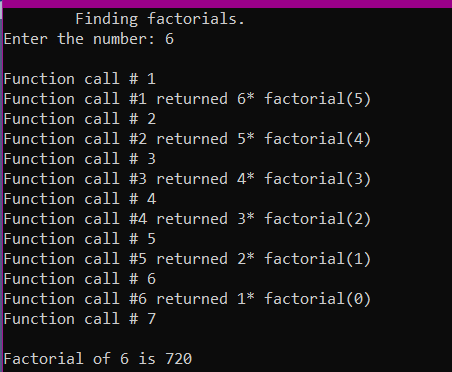 Finding factorials.
Enter the number: 6
Function call # 1
Function call #1 returned 6* factorial(5)
Function call # 2
Function call #2 returned 5* factorial(4)
Function call # 3
Function call #3 returned 4* factorial(3)
Function call # 4
Function call #4 returned 3* factorial(2)
Function call # 5
Function call #5 returned 2* factorial(1)
Function call # 6
Function call #6 returned 1* factorial(0)
Function call # 7
Factorial of 6 is 720